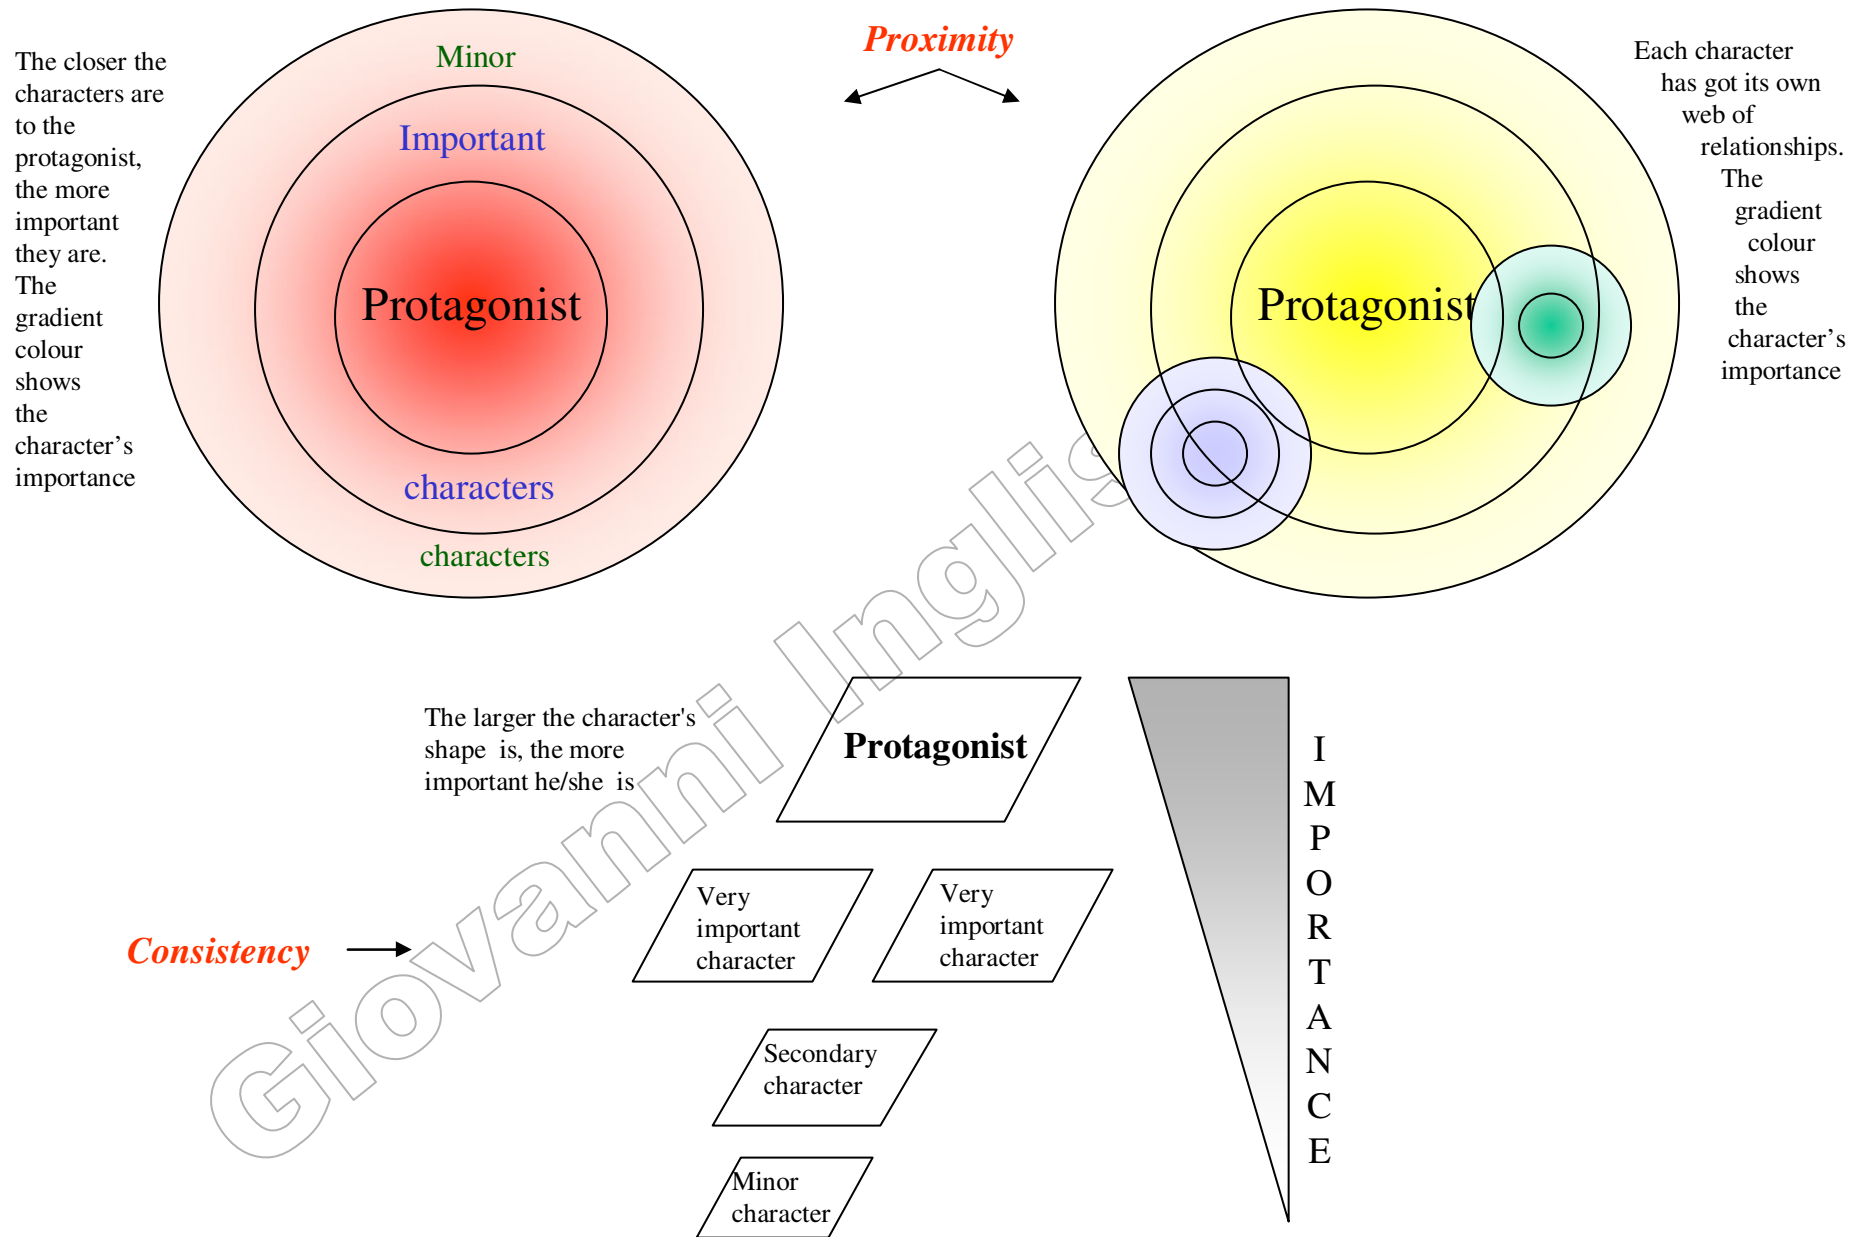 The closer the
characters are
to the
protagonist,
the more
important
they are.
The
gradient
colour
shows
the
character’s
importance
Minor
Important
Protagonist
characters
characters
Proximity
Protagonist
Each character
has got its own
web of
relationships.
The
gradient
colour
shows
the
character’s
importance
The larger the character's
shape is, the more
important he/she is
Protagonist
Very
important
character
Very
important
character
Consistency
Secondary
character
Minor
character
I
M
P
O
R
T
A
N
C
E
Giovanni Inglis